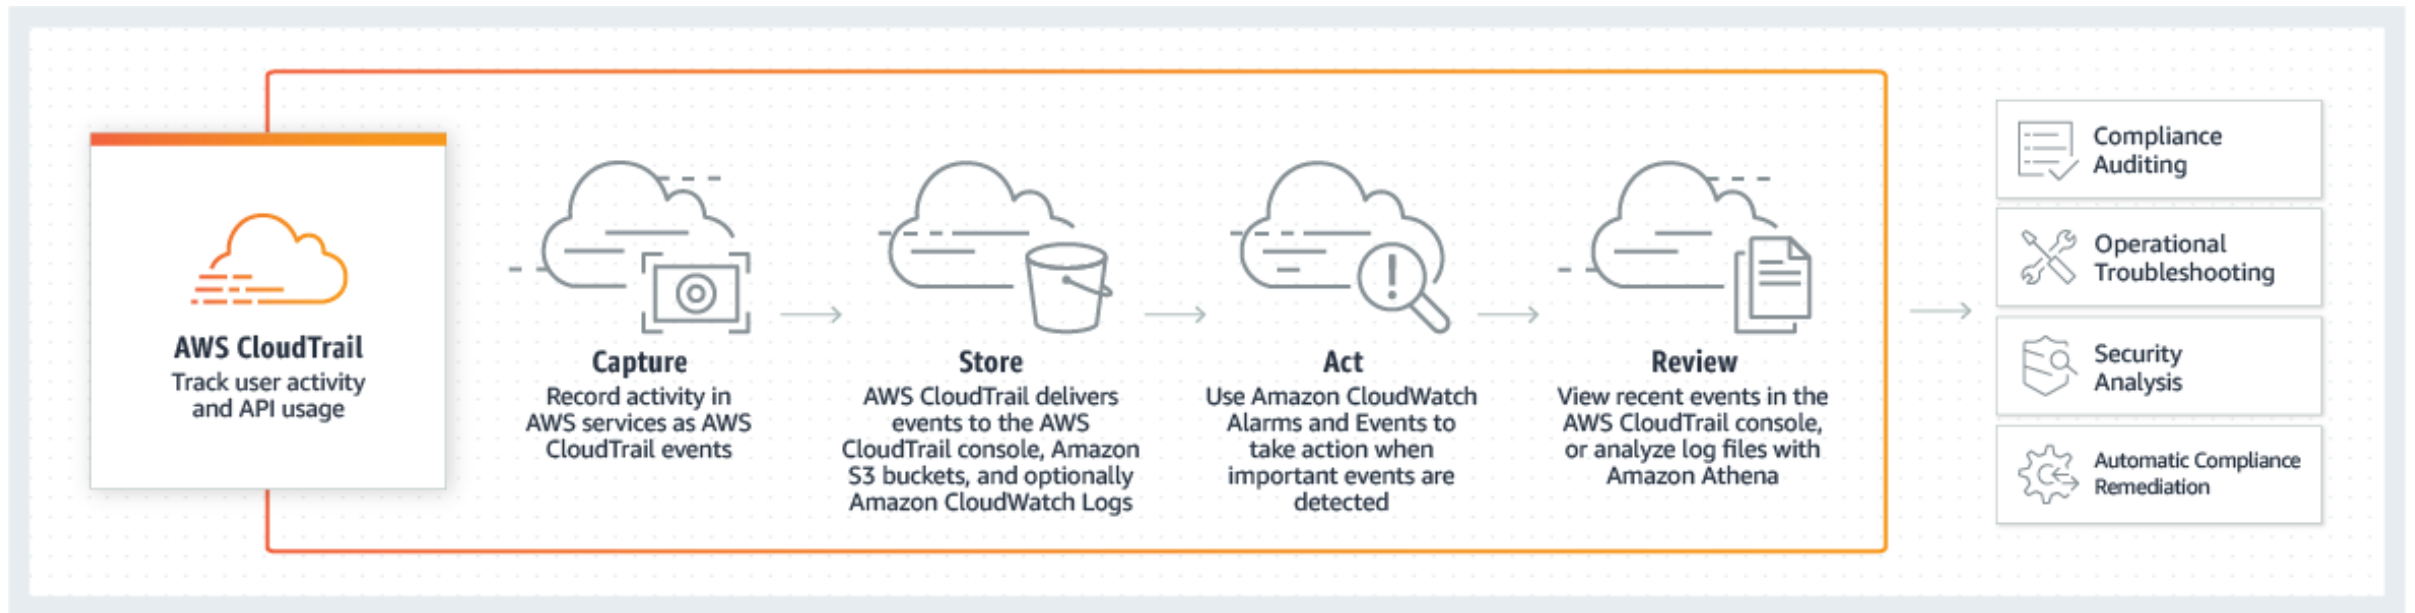 AWS CloudTrail
Track user activity
and API usage
Capture
Record activity in
AWS services as AWS
CloudTrail events
Store
AWS CloudTrail delivers
events to the AWS
CloudTrail console, Amazon
S3 buckets, and optionally
Amazon CloudWatch Logs
Act
Use Amazon CloudWatch
Alarms and Events to
take action when
important events are
detected
Review
View recent events in the
AWS CloudTrail console,
or analyze log files with
Amazon Athena
Compliance
Auditing
Operational
Troubleshooting
Security
Analysis
Automatic Compliance
Remediation